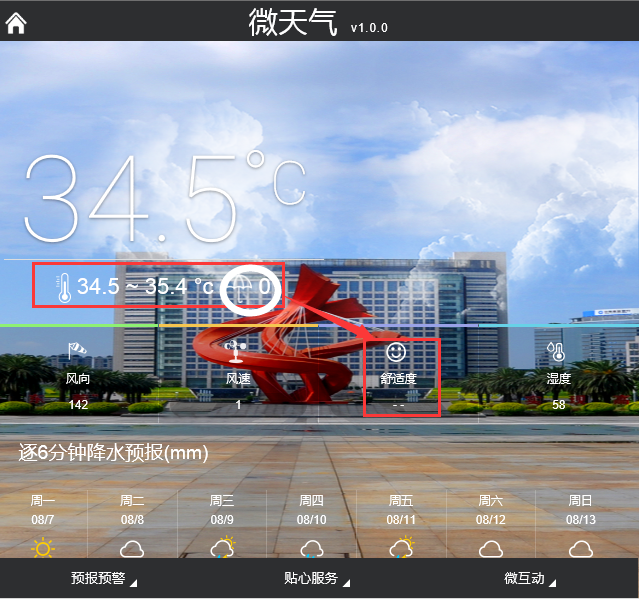 微天气 v1.0.0
34.5°C
34.5 ~ 35.4 °c 0
风向 风速 舒适度 湿度
142 1 -- 58
逐6分钟降水预报(mm)
周一 周二 周三 周四 周五 周六 周日
08/7 08/8 08/9 08/10 08/11 08/12 08/13
预报预警 贴心服务 微互动